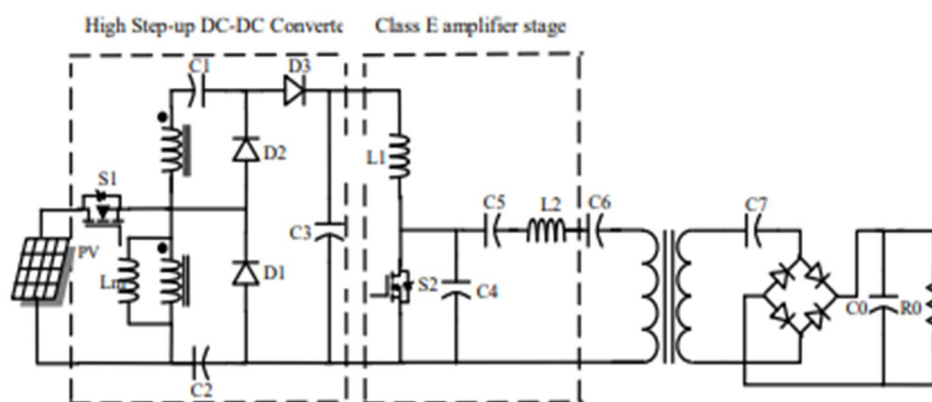 High Step-up DC-DC Converte
Class E amplifier stage
C1
D3
L1
D2
S1
C5
L2
C6
C7
C3
PV
D1
S2
C4
C0
R0
C2